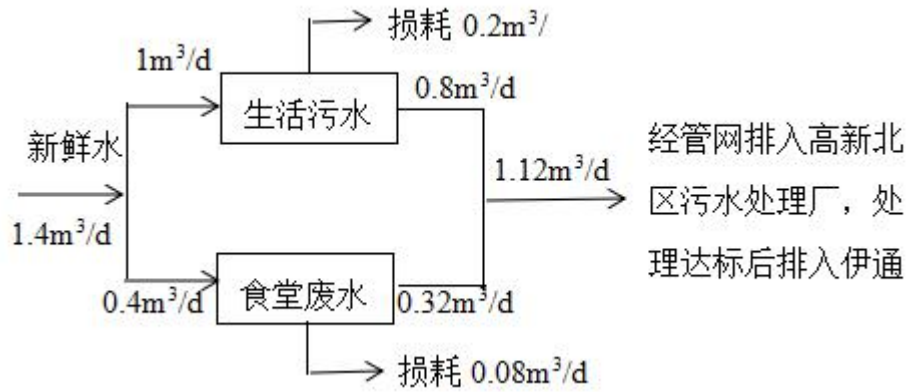 损耗 0.2m³/
1m³/d
生活污水
0.8m³/d
新鲜水
1.4m³/d
1.12m³/d
经管网排入高新北
区污水处理厂，处
理达标后排入伊通
0.4m³/d
食堂废水
0.32m³/d
损耗 0.08m³/d